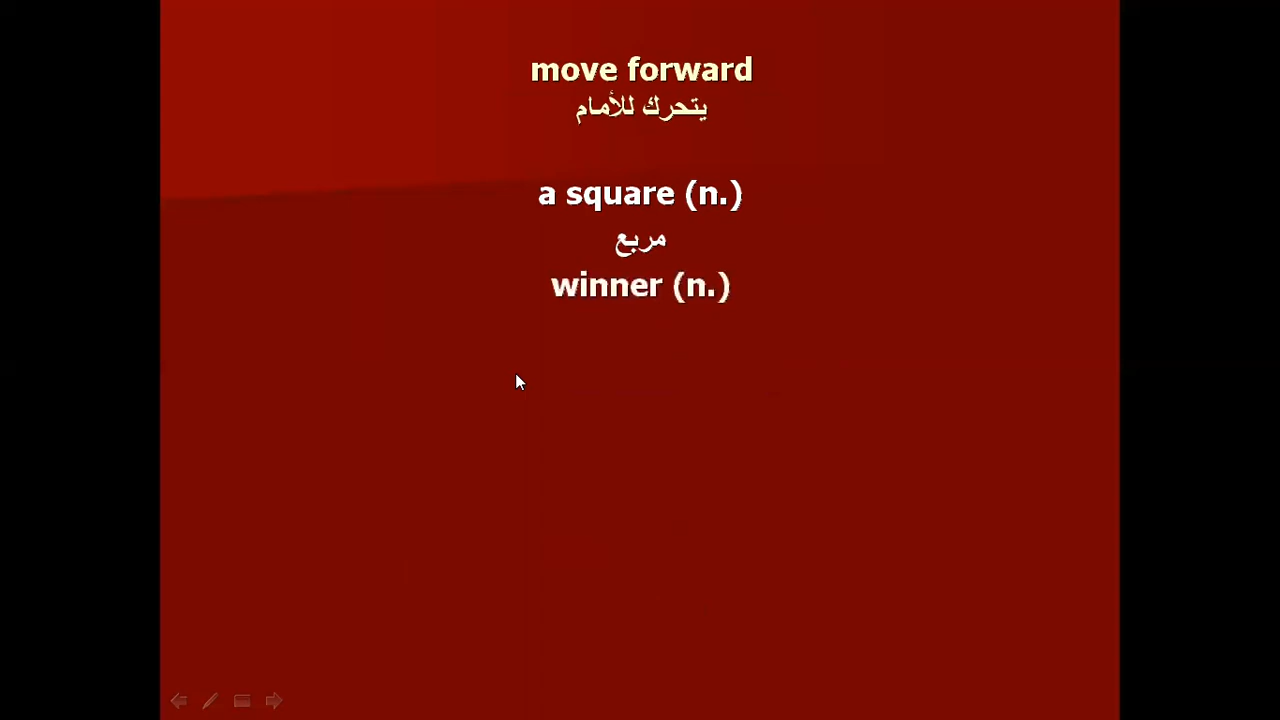 move forward
يتحرك للأمام
a square (n.)
مربع
winner (n.)